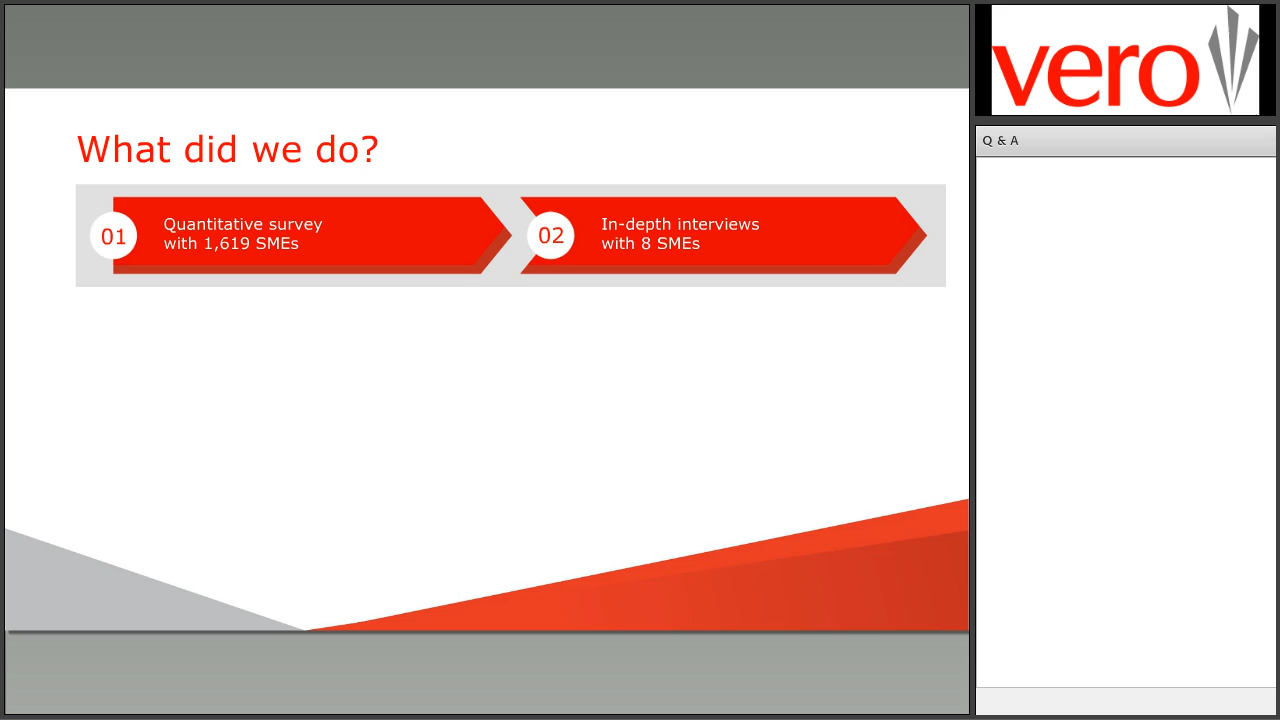 What did we do?
01
Quantitative survey
with 1,619 SMEs
02
In-depth interviews
with 8 SMEs
vero
Q & A